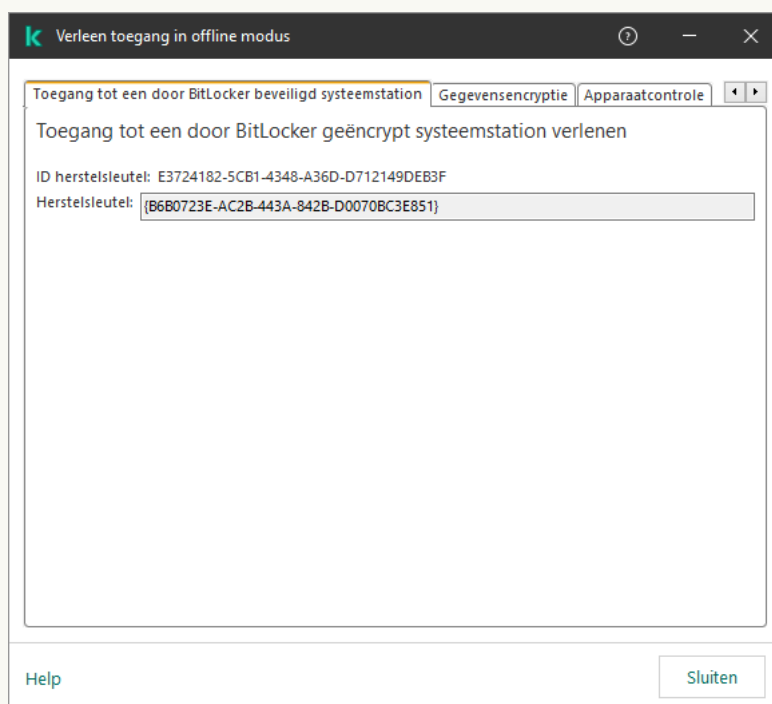 Verleen toegang in offline modus
Toegang tot een door BitLocker beveiligd systeemstation Gegevensencryptie Apparaatcontrole
Toegang tot een door BitLocker geëncrypt systeemstation verlenen
ID herstelsleutel: E3724182-5CB1-4348-A36D-D712149DEB3F
Herstelsleutel: {B6B0723E-AC2B-443A-842B-D0070BC3E851}
Help Sluiten